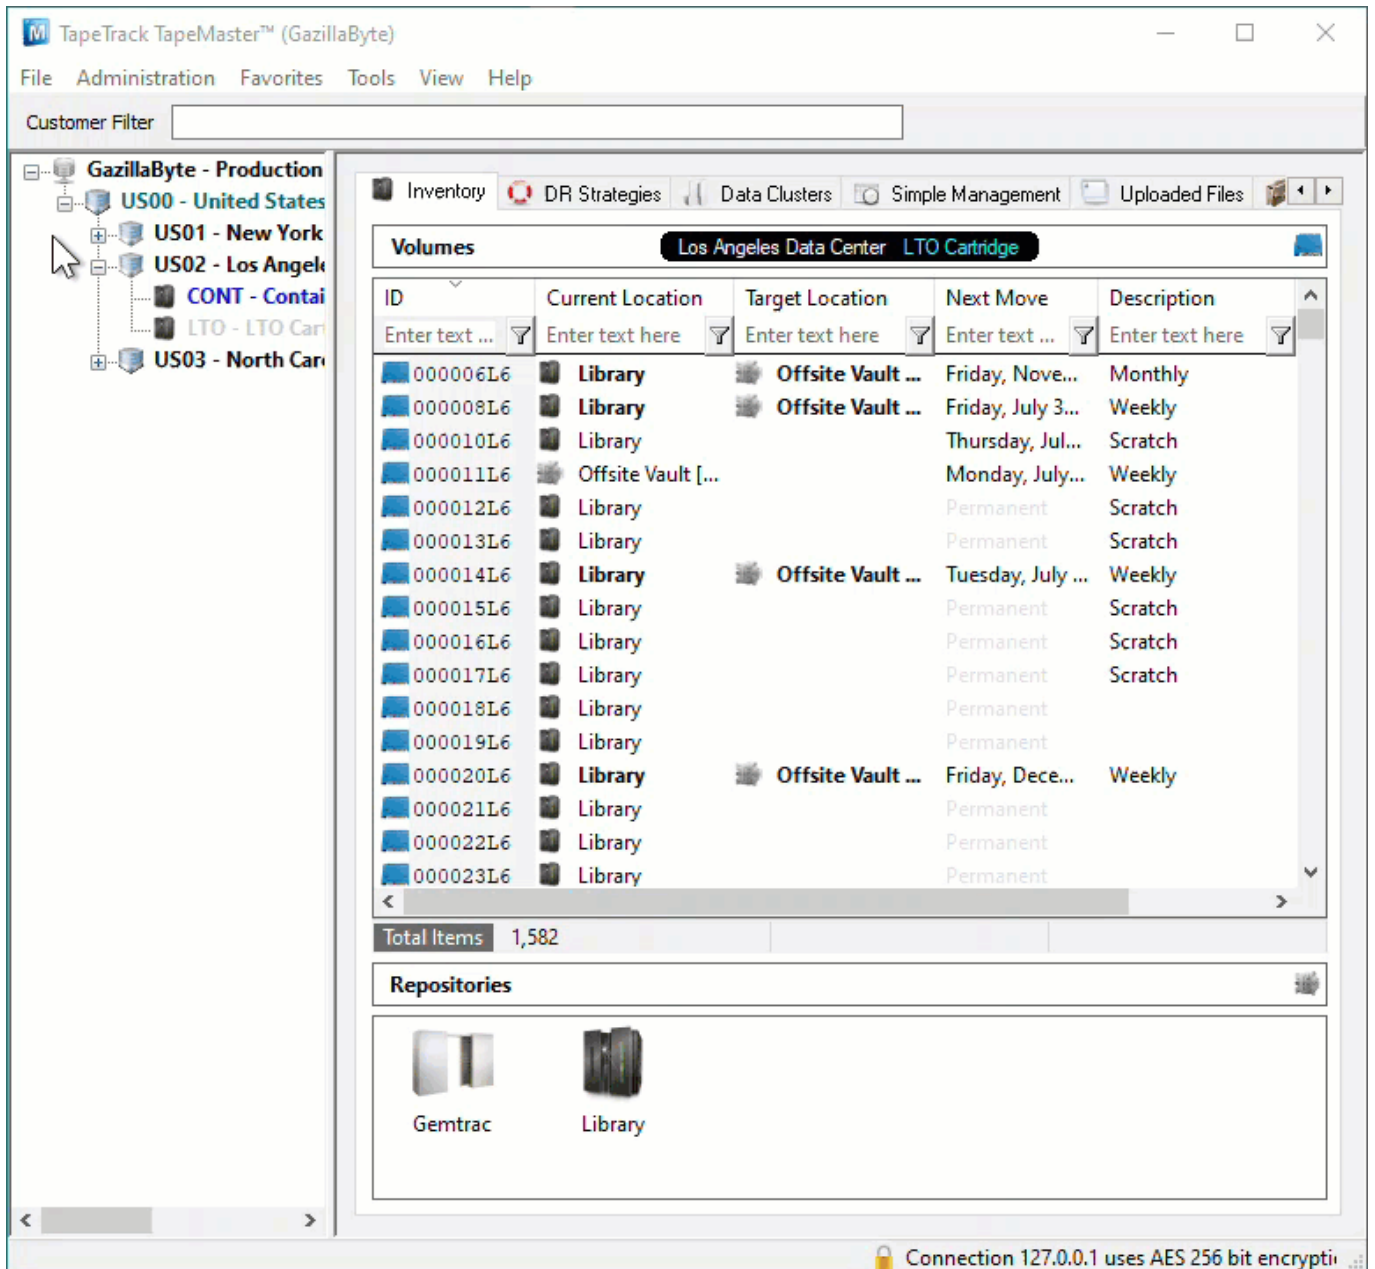 TapeTrack TapeMaster™ (GazillaByte)
File Administration Favorites Tools View Help
Customer Filter
GazillaByte - Production
US00 - United States
US01 - New York
US02 - Los Angele
CONT - Contai
LTO - LTO Car
US03 - North Car
Inventory DR Strategies Data Clusters Simple Management Uploaded Files
Volumes Los Angeles Data Center LTO Cartridge
ID Current Location Target Location Next Move Description
Enter text ... Enter text here Enter text here Enter text ... Enter text here
000006L6 Library Offsite Vault ... Friday, Nove... Monthly
000008L6 Library Offsite Vault ... Friday, July 3... Weekly
000010L6 Library Thursday, Jul... Scratch
000011L6 Offsite Vault [... Monday, July... Weekly
000012L6 Library Permanent Scratch
000013L6 Library Permanent Scratch
000014L6 Library Offsite Vault ... Tuesday, July ... Weekly
000015L6 Library Permanent Scratch
000016L6 Library Permanent Scratch
000017L6 Library Permanent Scratch
000018L6 Library Permanent
000019L6 Library Permanent
000020L6 Library Offsite Vault ... Friday, Dece... Weekly
000021L6 Library Permanent
000022L6 Library Permanent
000023L6 Library Permanent
Total Items 1,582
Repositories
Gemtrac Library
Connection 127.0.0.1 uses AES 256 bit encrypti